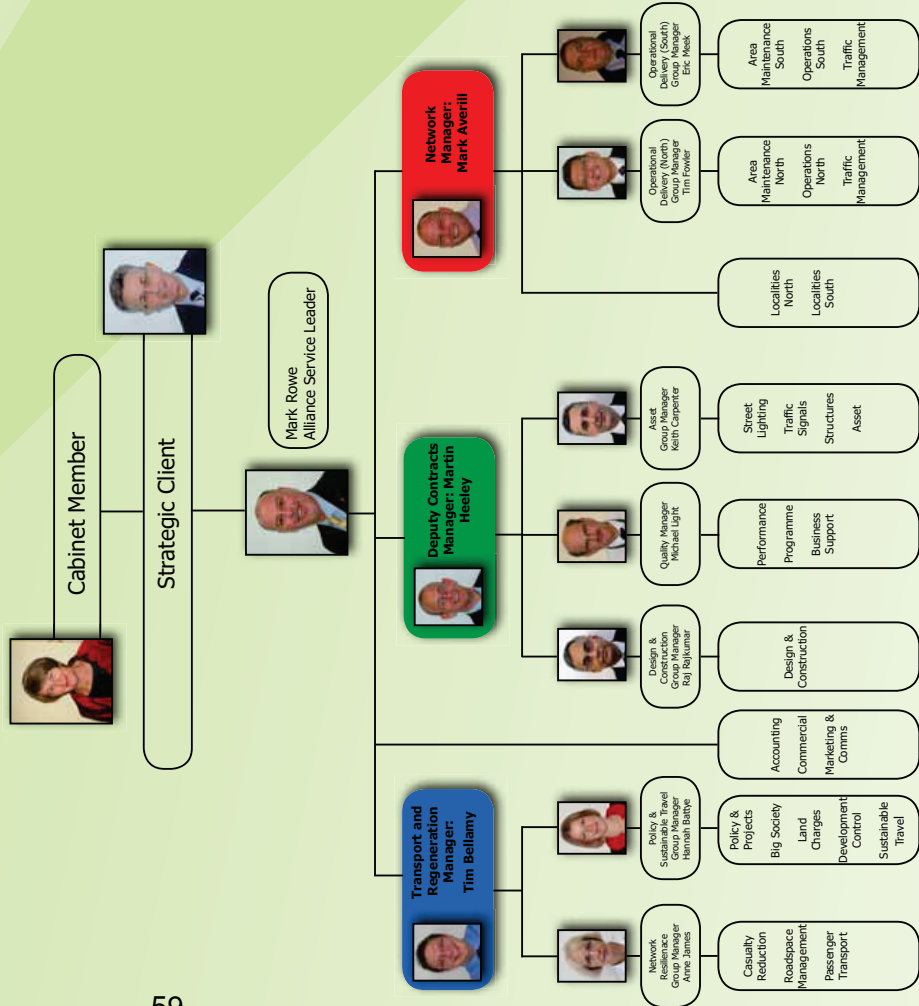 Cabinet Member
Strategic Client
Mark Rowe
Alliance Service Leader
Transport and
Regeneration
Manager:
Tim Bellamy
Deputy Contracts
Manager: Martin
Heeley
Network
Manager:
Mark Averill
Network
Resilienace
Group Manager
Anne James
Policy &
Sustainable Travel
Group Manager
Hannah Battye
Design &
Construction
Group Manager
Raj Rajkumar
Quality Manager
Michael Light
Asset
Group Manager
Keith Carpenter
Operational
Delivery (North)
Group Manager
Tim Fowler
Operational
Delivery (South)
Group Manager
Eric Meek
Casualty
Reduction
Roadspace
Management
Passenger
Transport
Policy &
Projects
Big Society
Land
Charges
Development
Control
Sustainable
Travel
Accounting
Commercial
Marketing &
Comms
Design &
Construction
Performance
Programme
Business
Support
Street
Lighting
Traffic
Signals
Structures
Asset
Localities
North
Localities
South
Area
Maintenance
North
Operations
North
Traffic
Management
Area
Maintenance
South
Operations
South
Traffic
Management
59